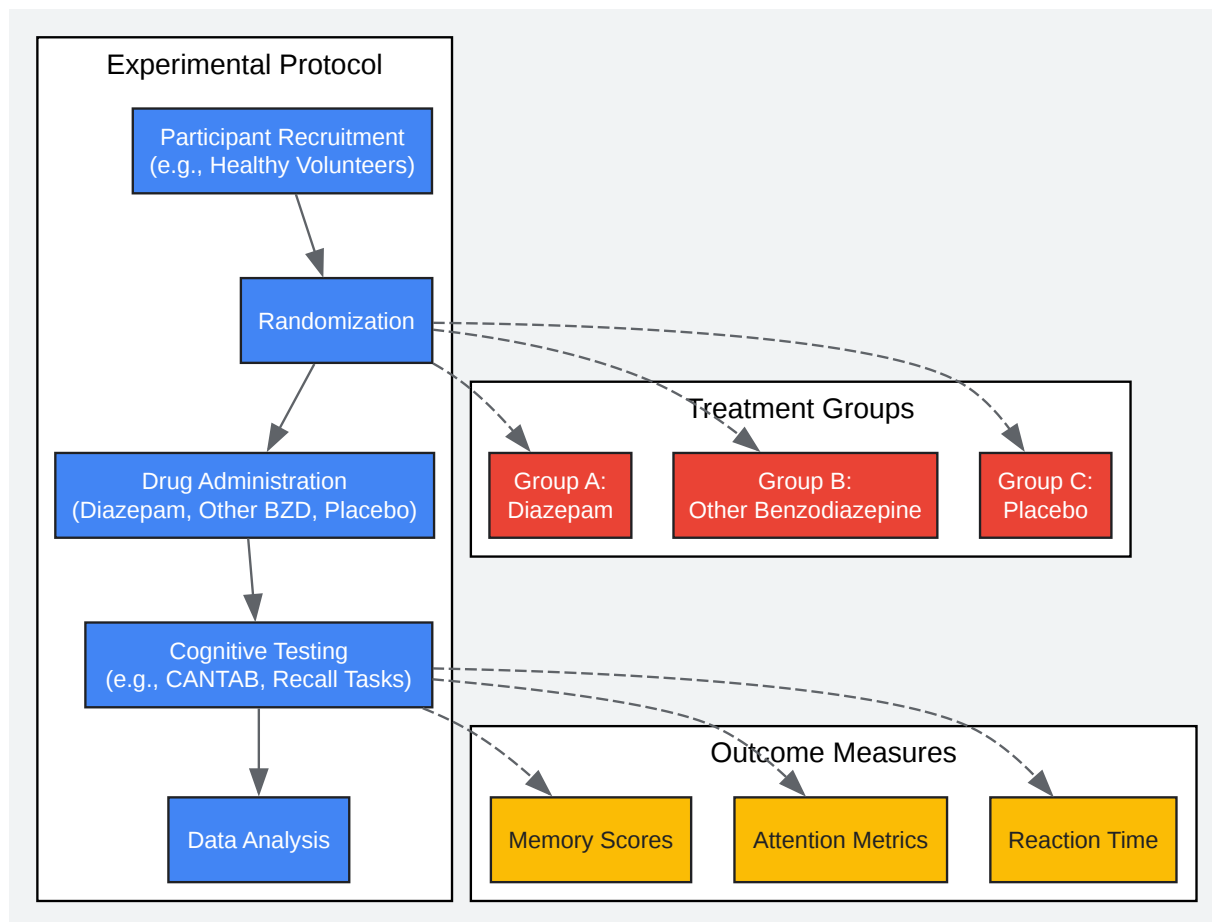 Experimental Protocol
Participant Recruitment
(e.g., Healthy Volunteers)
Randomization
Drug Administration
(Diazepam, Other BZD, Placebo)
Cognitive Testing
(e.g., CANTAB, Recall Tasks)
Data Analysis
Treatment Groups
Group A:
Diazepam
Group B:
Other Benzodiazepine
Group C:
Placebo
Outcome Measures
Memory Scores
Attention Metrics
Reaction Time